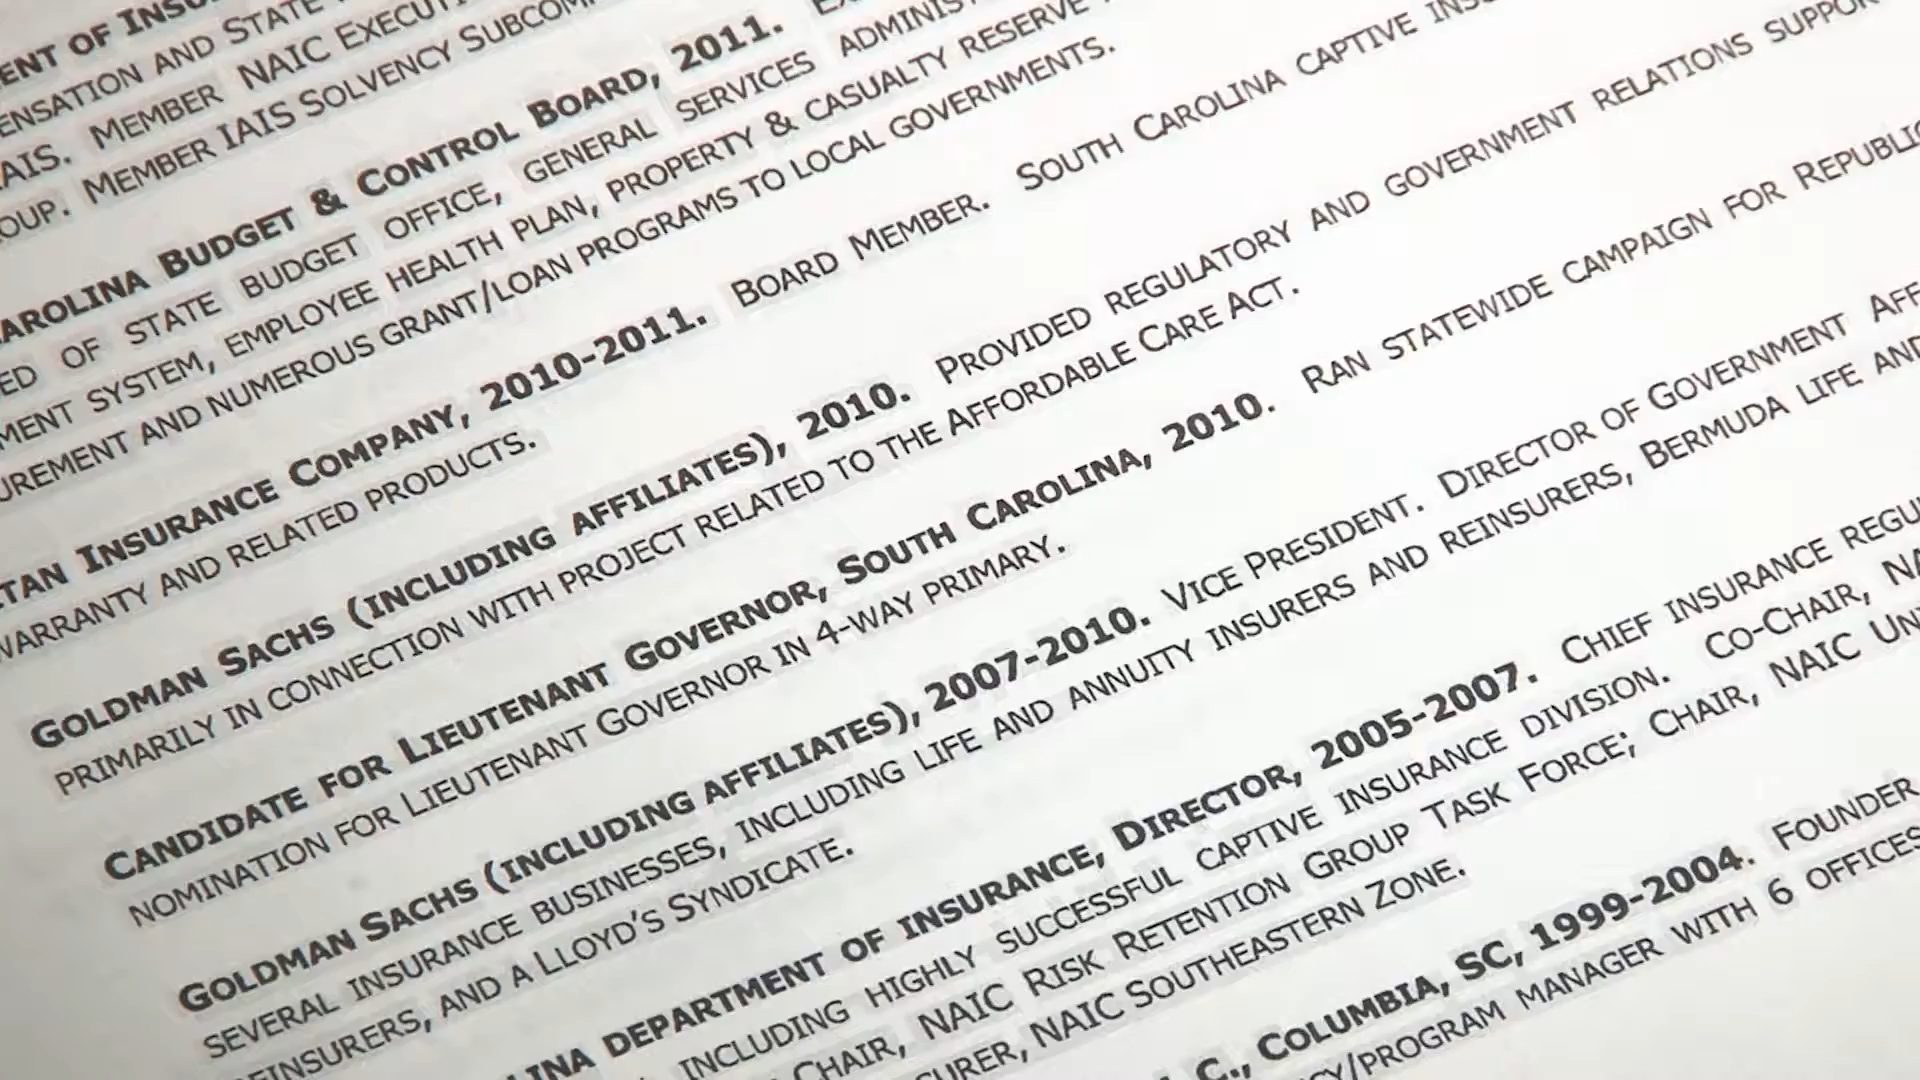 ENT OF INSU
ENSATION AND STATE
AIS. MEMBER NAIC EXECUTI
OUP. MEMBER IAIS SOLVENCY SUBCOM
AROLINA BUDGET & CONTROL BOARD, 2011. EX
ED OF STATE BUDGET OFFICE, GENERAL SERVICES ADMINIS
MENT SYSTEM, EMPLOYEE HEALTH PLAN, PROPERTY & CASUALTY RESERVE
UREMENT AND NUMEROUS GRANT/LOAN PROGRAMS TO LOCAL GOVERNMENTS.
TAN INSURANCE COMPANY, 2010-2011. BOARD MEMBER. SOUTH CAROLINA CAPTIVE INS
WARRANTY AND RELATED PRODUCTS.
GOLDMAN SACHS (INCLUDING AFFILIATES), 2010. PROVIDED REGULATORY AND GOVERNMENT RELATIONS SUPPOR
PRIMARILY IN CONNECTION WITH PROJECT RELATED TO THE AFFORDABLE CARE ACT.
CANDIDATE FOR LIEUTENANT GOVERNOR, SOUTH CAROLINA, 2010. RAN STATEWIDE CAMPAIGN FOR REPUBLIC
NOMINATION FOR LIEUTENANT GOVERNOR IN 4-WAY PRIMARY.
GOLDMAN SACHS (INCLUDING AFFILIATES), 2007-2010. VICE PRESIDENT. DIRECTOR OF GOVERNMENT AFF
SEVERAL INSURANCE BUSINESSES, INCLUDING LIFE AND ANNUITY INSURERS AND REINSURERS, BERMUDA LIFE AND
EINSURERS, AND A LLOYD'S SYNDICATE.
LINA DEPARTMENT OF INSURANCE, DIRECTOR, 2005-2007. CHIEF INSURANCE REGU
INCLUDING HIGHLY SUCCESSFUL CAPTIVE INSURANCE DIVISION. CO-CHAIR, NA
CHAIR, NAIC RISK RETENTION GROUP TASK FORCE; CHAIR, NAIC UN
URER, NAIC SOUTHEASTERN ZONE.
C., COLUMBIA, SC, 1999-2004. FOUNDER
CY/PROGRAM MANAGER WITH 6 OFFICES